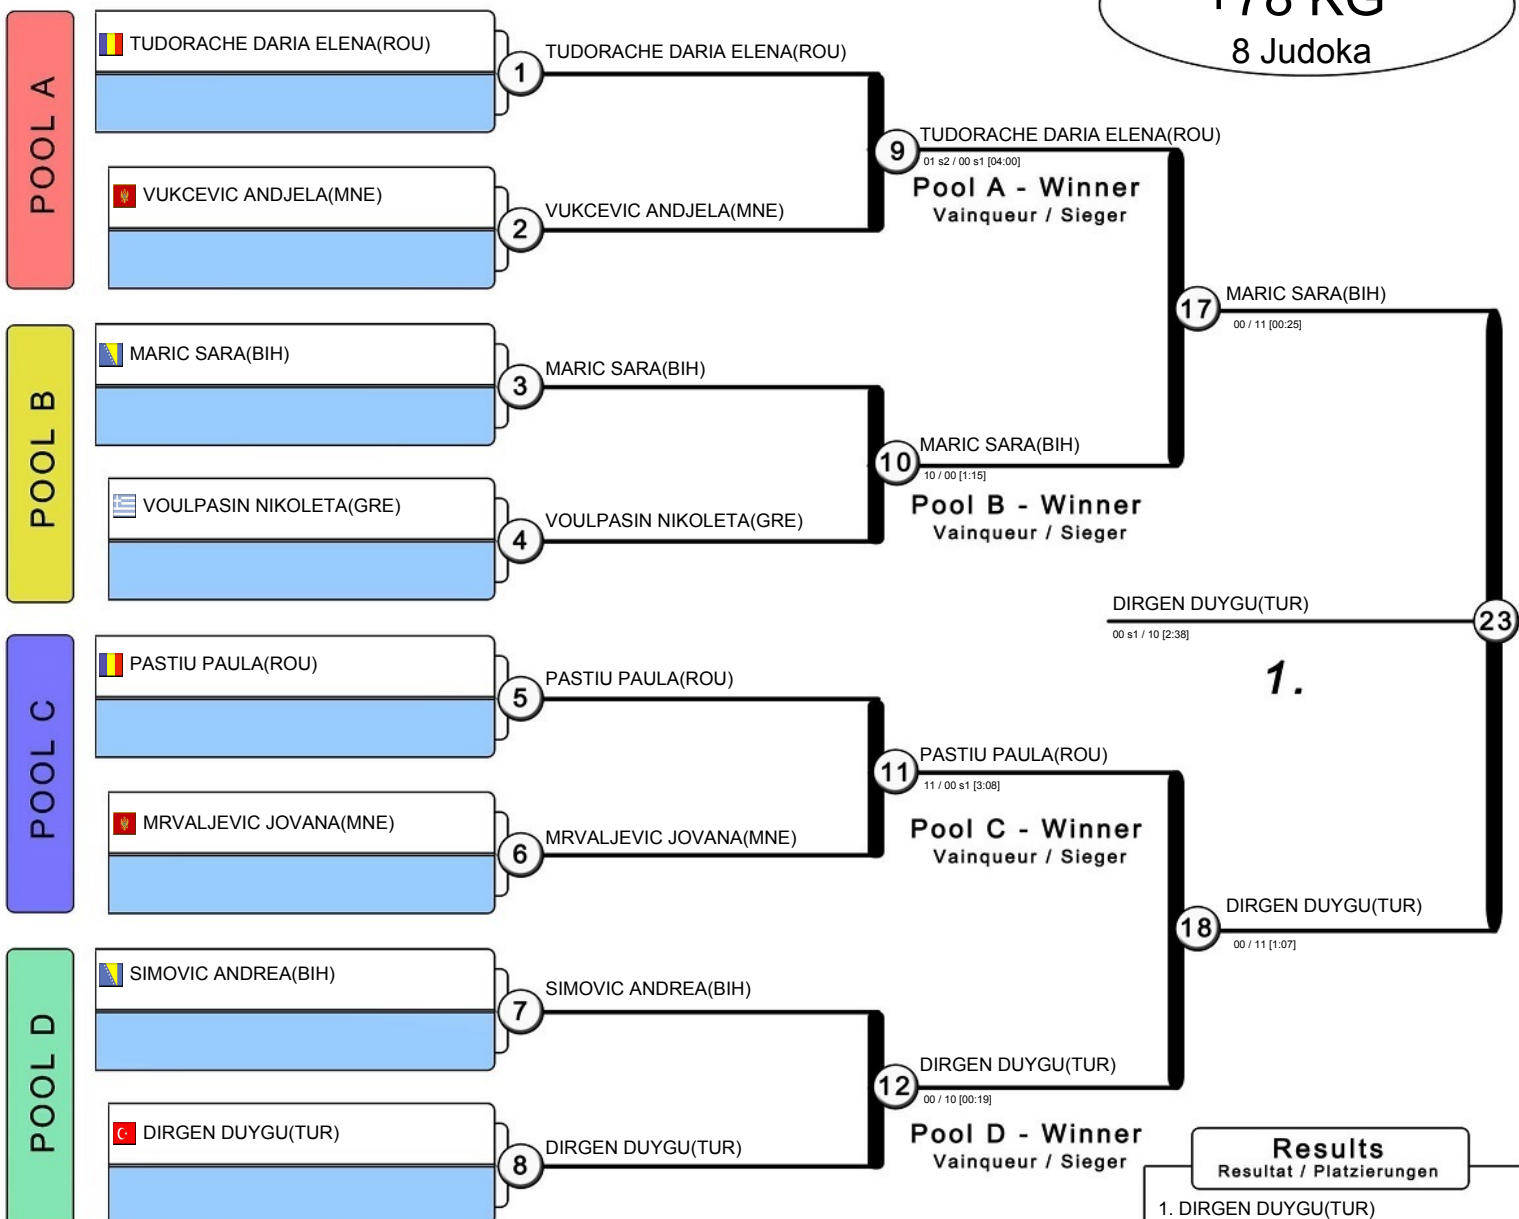 +78 KG
8 Judoka
POOL A
TUDORACHE DARIA ELENA(ROU)
1
TUDORACHE DARIA ELENA(ROU)
VUKCEVIC ANDJELA(MNE)
2
VUKCEVIC ANDJELA(MNE)
9
TUDORACHE DARIA ELENA(ROU)
01 s2 / 00 s1 [04:00]
Pool A - Winner
Vainqueur / Sieger
POOL B
MARIC SARA(BIH)
3
MARIC SARA(BIH)
VOULPASIN NIKOLETA(GRE)
4
VOULPASIN NIKOLETA(GRE)
10
MARIC SARA(BIH)
10 / 00 [1:15]
Pool B - Winner
Vainqueur / Sieger
17
MARIC SARA(BIH)
00 / 11 [00:25]
DIRGEN DUYGU(TUR)
23
00 s1 / 10 [2:38]
1.
POOL C
PASTIU PAULA(ROU)
5
PASTIU PAULA(ROU)
MRVALJEVIC JOVANA(MNE)
6
MRVALJEVIC JOVANA(MNE)
11
PASTIU PAULA(ROU)
11 / 00 s1 [3:08]
Pool C - Winner
Vainqueur / Sieger
18
DIRGEN DUYGU(TUR)
00 / 11 [1:07]
POOL D
SIMOVIC ANDREA(BIH)
7
SIMOVIC ANDREA(BIH)
DIRGEN DUYGU(TUR)
8
DIRGEN DUYGU(TUR)
12
DIRGEN DUYGU(TUR)
00 / 10 [00:19]
Pool D - Winner
Vainqueur / Sieger
Results
Resultat / Platzierungen
1. DIRGEN DUYGU(TUR)